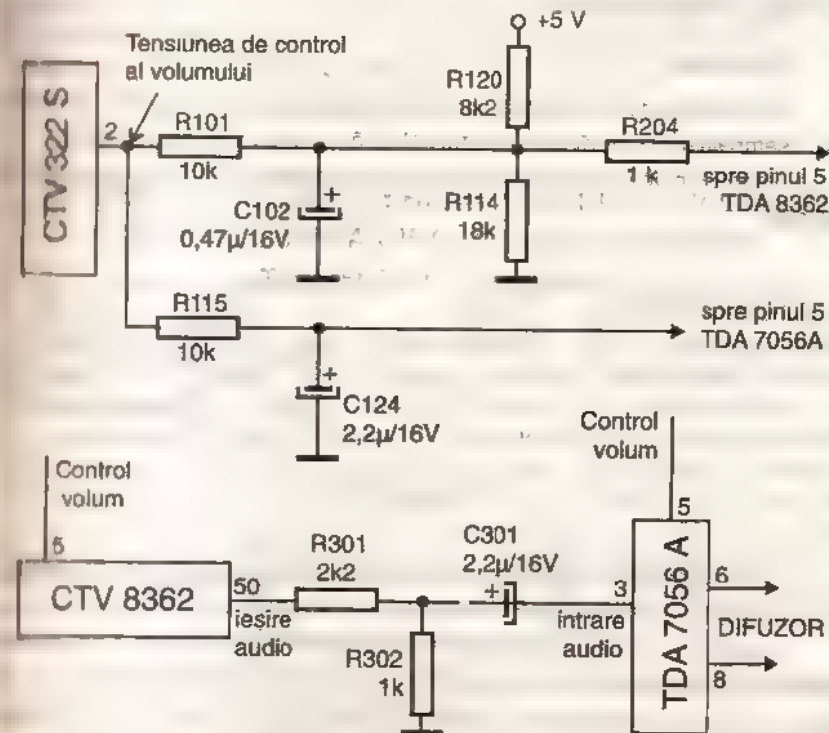 +5 V
Tensiunea de control
al volumului
R120
8k2
CTV 322 S
2
R101
10k
R204
1 k
spre pinul 5
TDA 8362
C102
0,47µ/16V
+
R114
18k
R115
10k
spre pinul 5
TDA 7056A
+
C124
2,2µ/16V
Control
volum
5
CTV 8362
50
ieșire
audio
R301
2k2
R302
1k
C301
2,2µ/16V
+
Control
volum
5
3
intrare
audio
TDA 7056 A
6
DIFUZOR
8